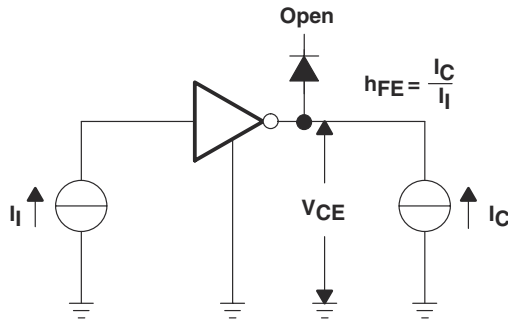 Open
hFE = IC
II
II
VCE
IC